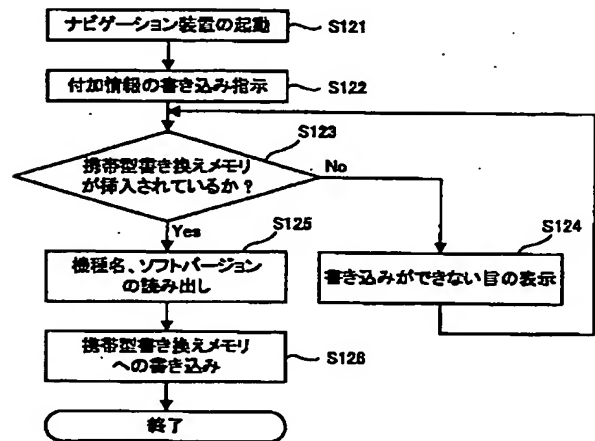 ナビゲーション装置の起動
S121
付加情報の書き込み指示
S122
S123
携帯型書き換えメモリ
が挿入されているか？
No
Yes
S125
S124
機種名、ソフトバージョン
の読み出し
書き込みができない旨の表示
携帯型書き換えメモリ
への書き込み
S126
終了